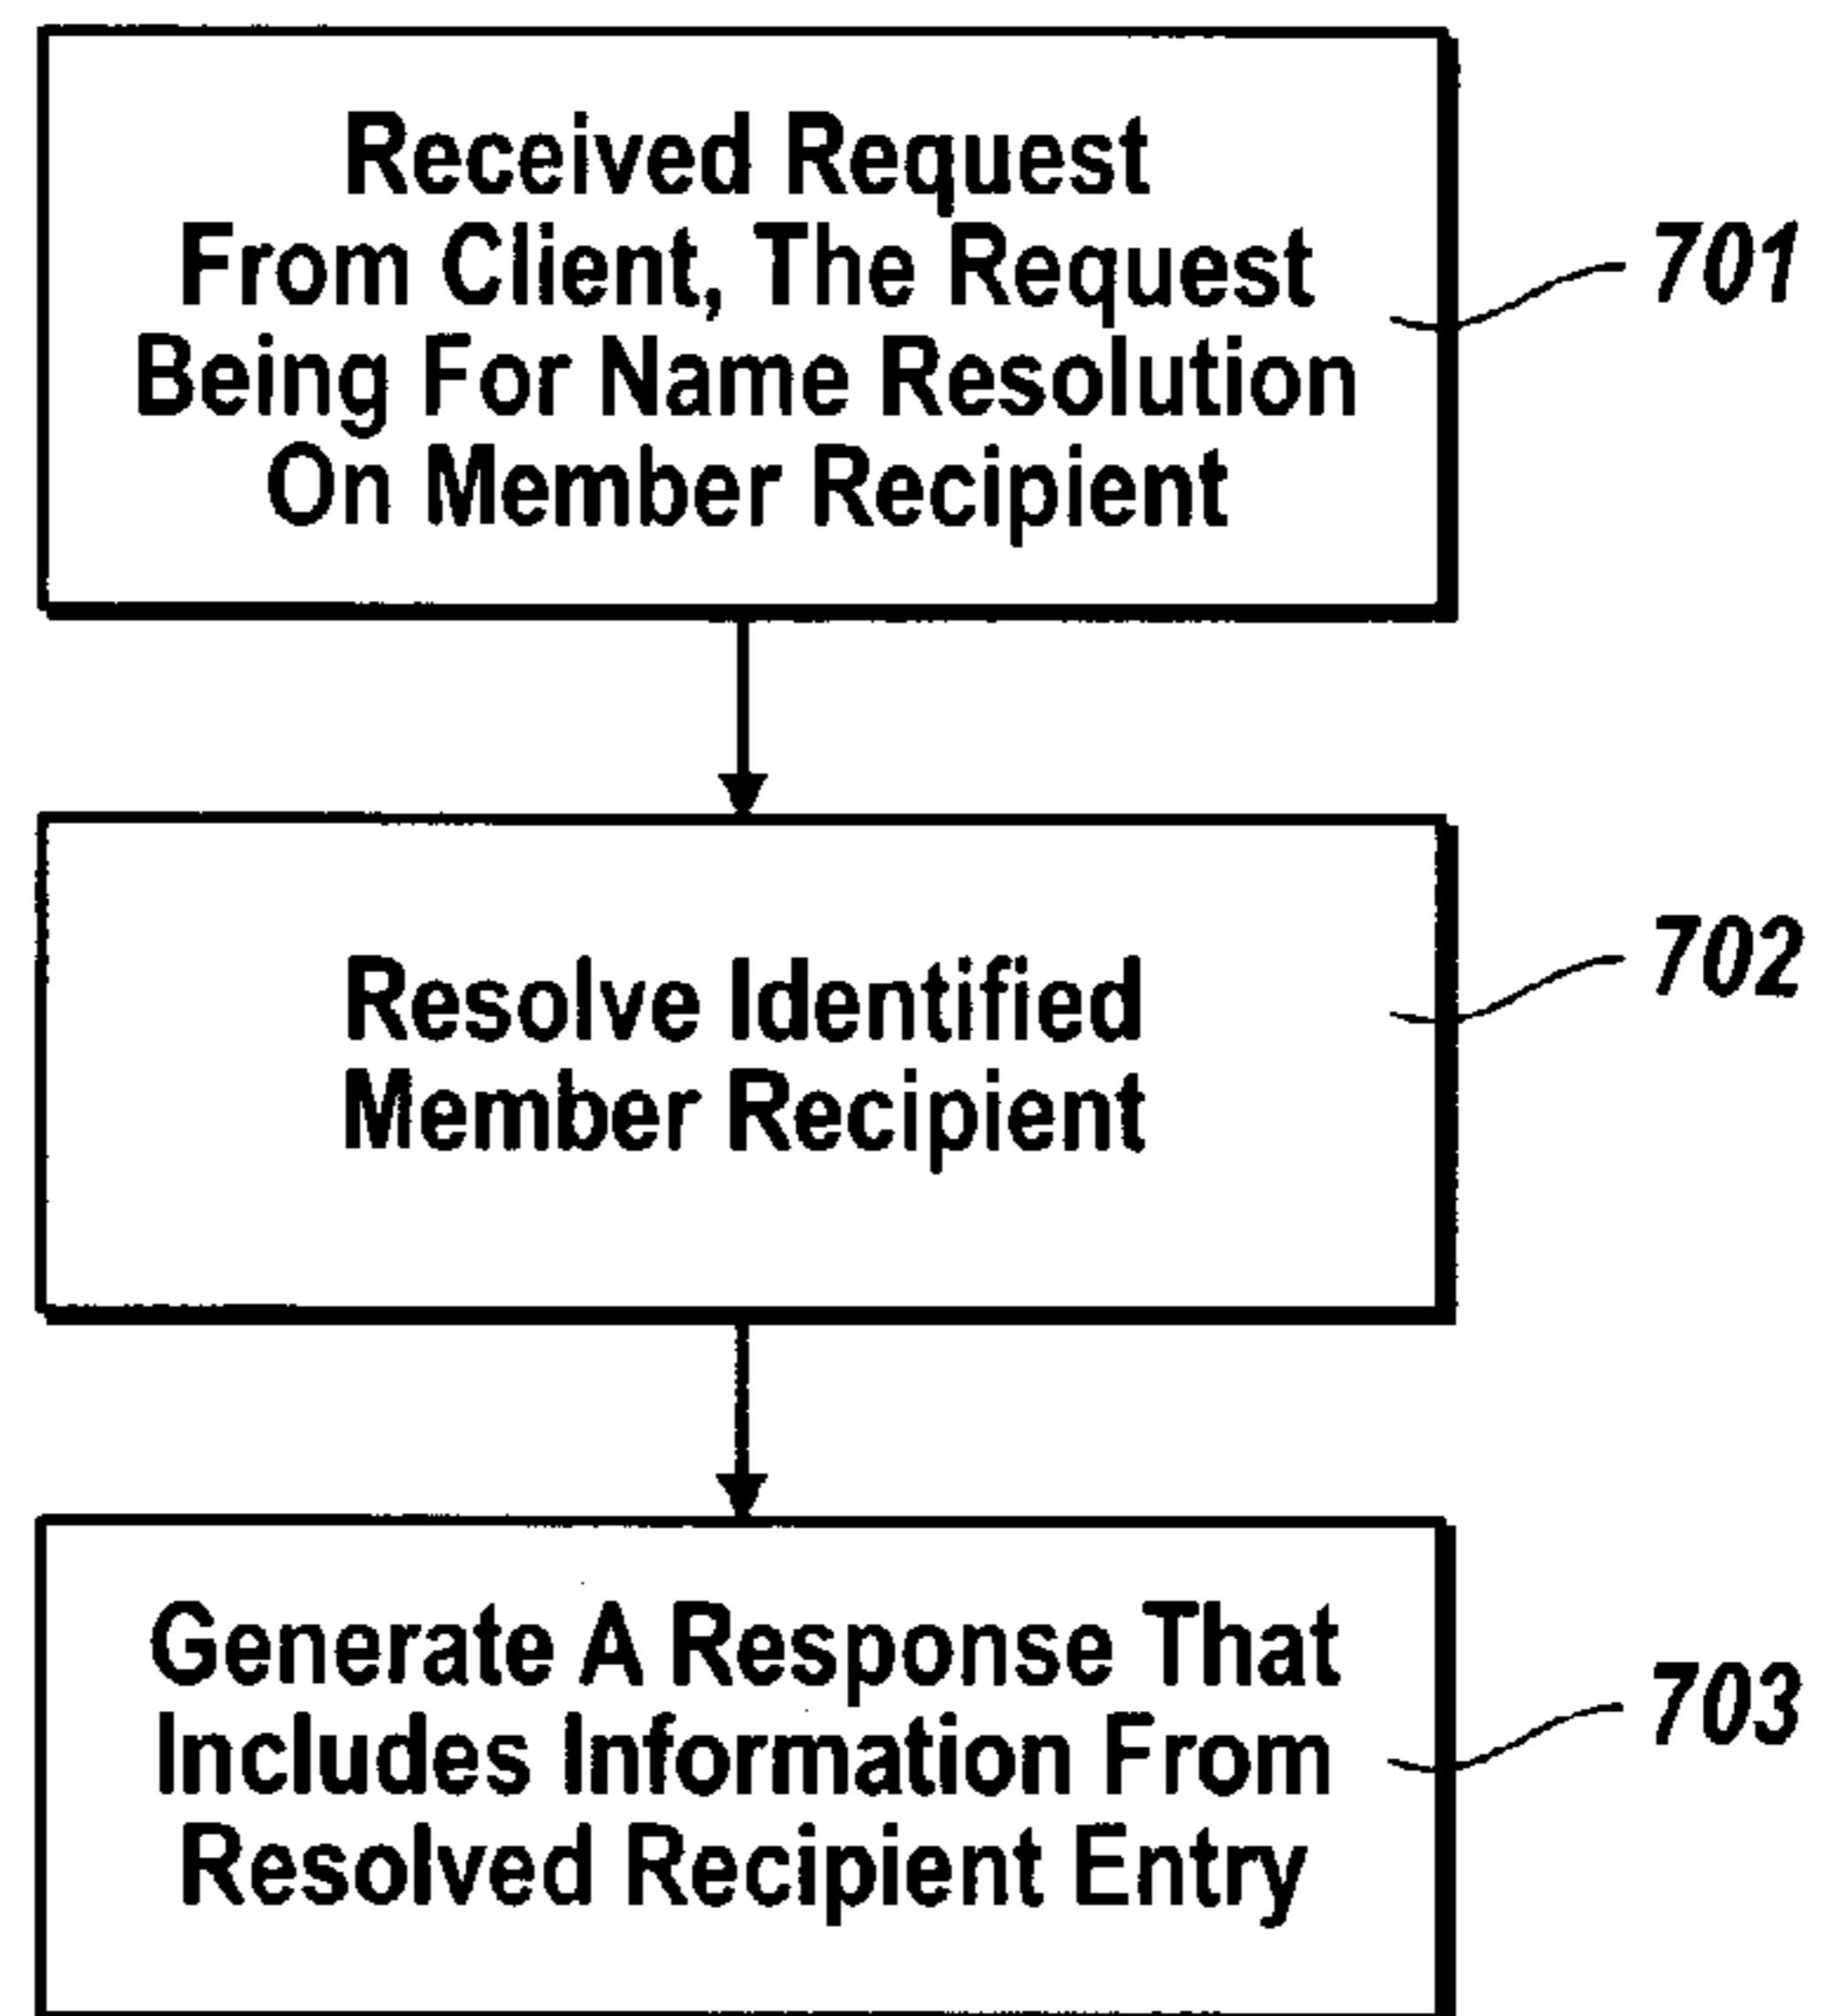 Received Request
From Client, The Request
Being For Name Resolution
On Member Recipient
701
Resolve Identified
Member Recipient
702
Generate A Response That
Includes Information From
Resolved Recipient Entry
703